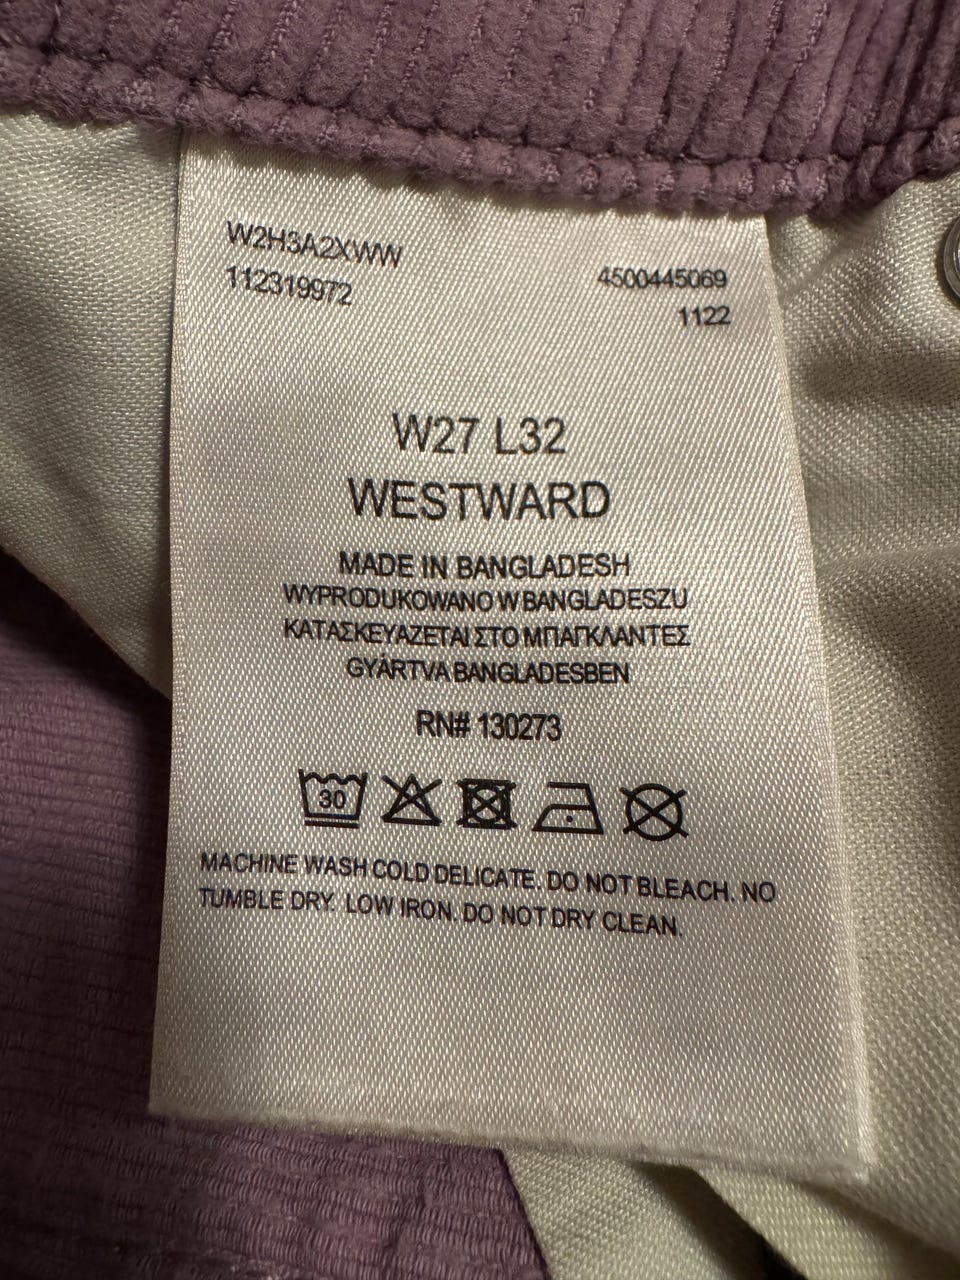 W2H3A2XWW
112319972
4500445069
1122
W27 L32
WESTWARD
MADE IN BANGLADESH
WYPRODUKOWANO W BANGLADESZU
ΚΑΤΑΣΚΕΥΑΖΕΤΑΙ ΣΤΟ ΜΠΑΓΚΛΑΝΤΕΣ
GYÁRTVA BANGLADESBEN
RN# 130273
30
MACHINE WASH COLD DELICATE. DO NOT BLEACH. NO
TUMBLE DRY. LOW IRON. DO NOT DRY CLEAN.